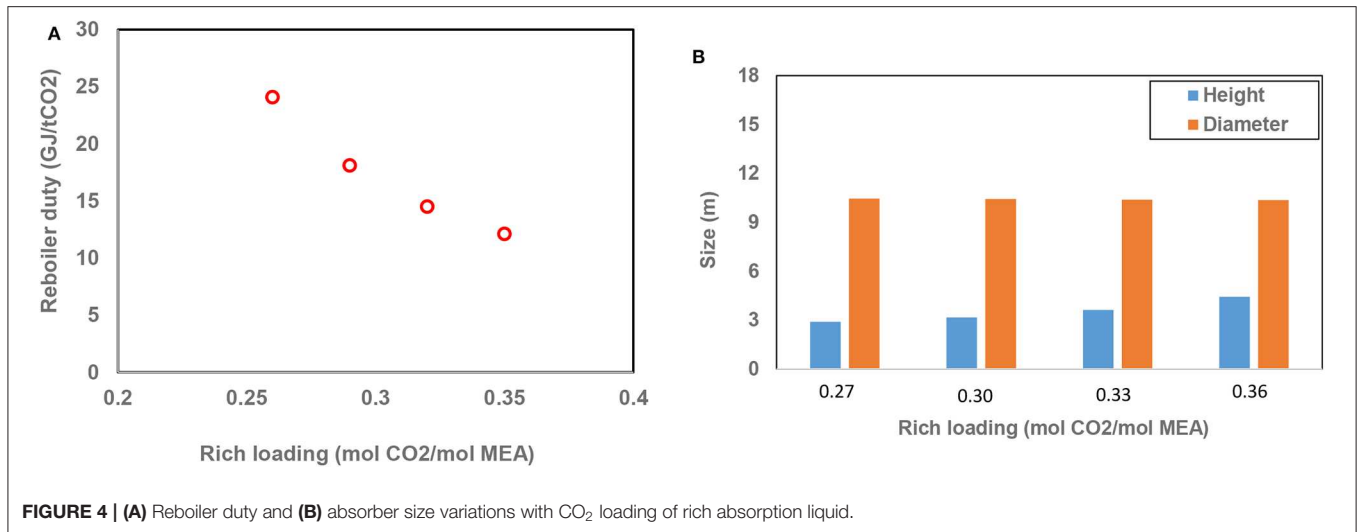 A
30
25
20
15
10
5
0
0.2
0.25
0.3
0.35
0.4
Reboiler duty (GJ/tCO2)
Rich loading (mol CO2/mol MEA)
B
18
15
12
9
6
3
0
Size (m)
Height
Diameter
0.27
0.30
0.33
0.36
Rich loading (mol CO2/mol MEA)
FIGURE 4 | (A) Reboiler duty and (B) absorber size variations with CO₂ loading of rich absorption liquid.